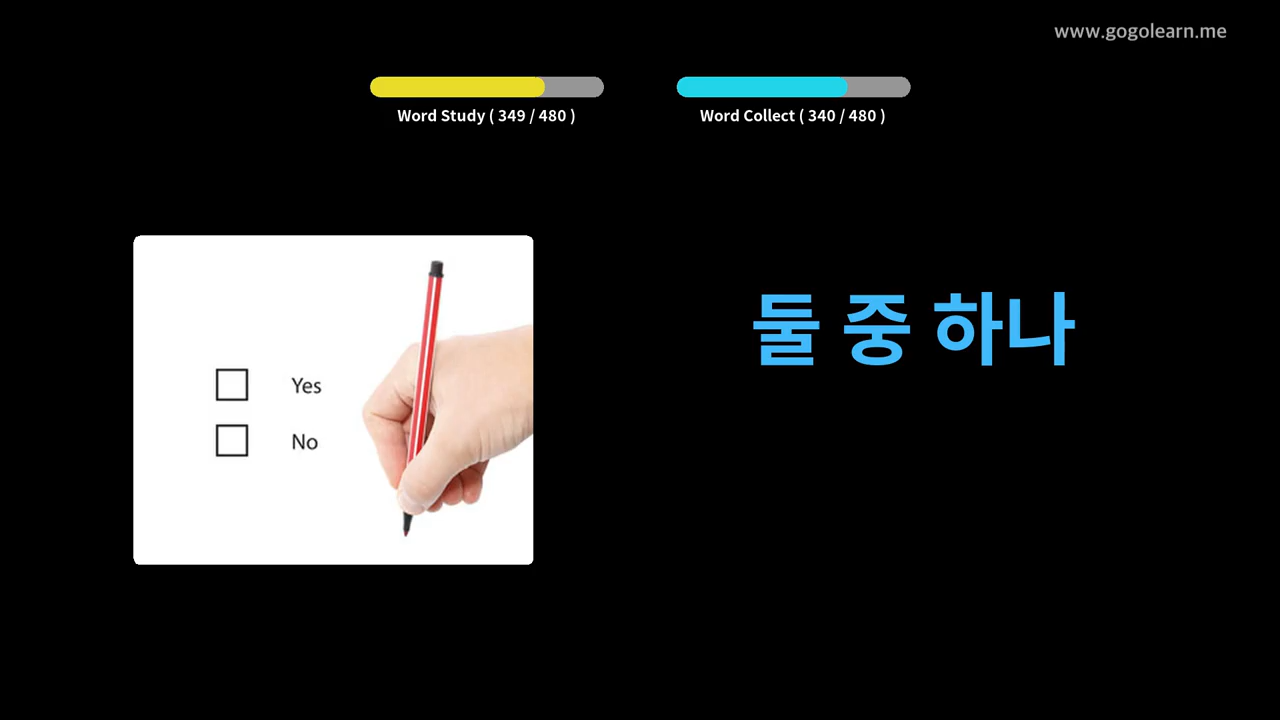 www.gogolearn.me
Word Study ( 349 / 480 )
Word Collect ( 340 / 480 )
둘 중 하나
Yes
No